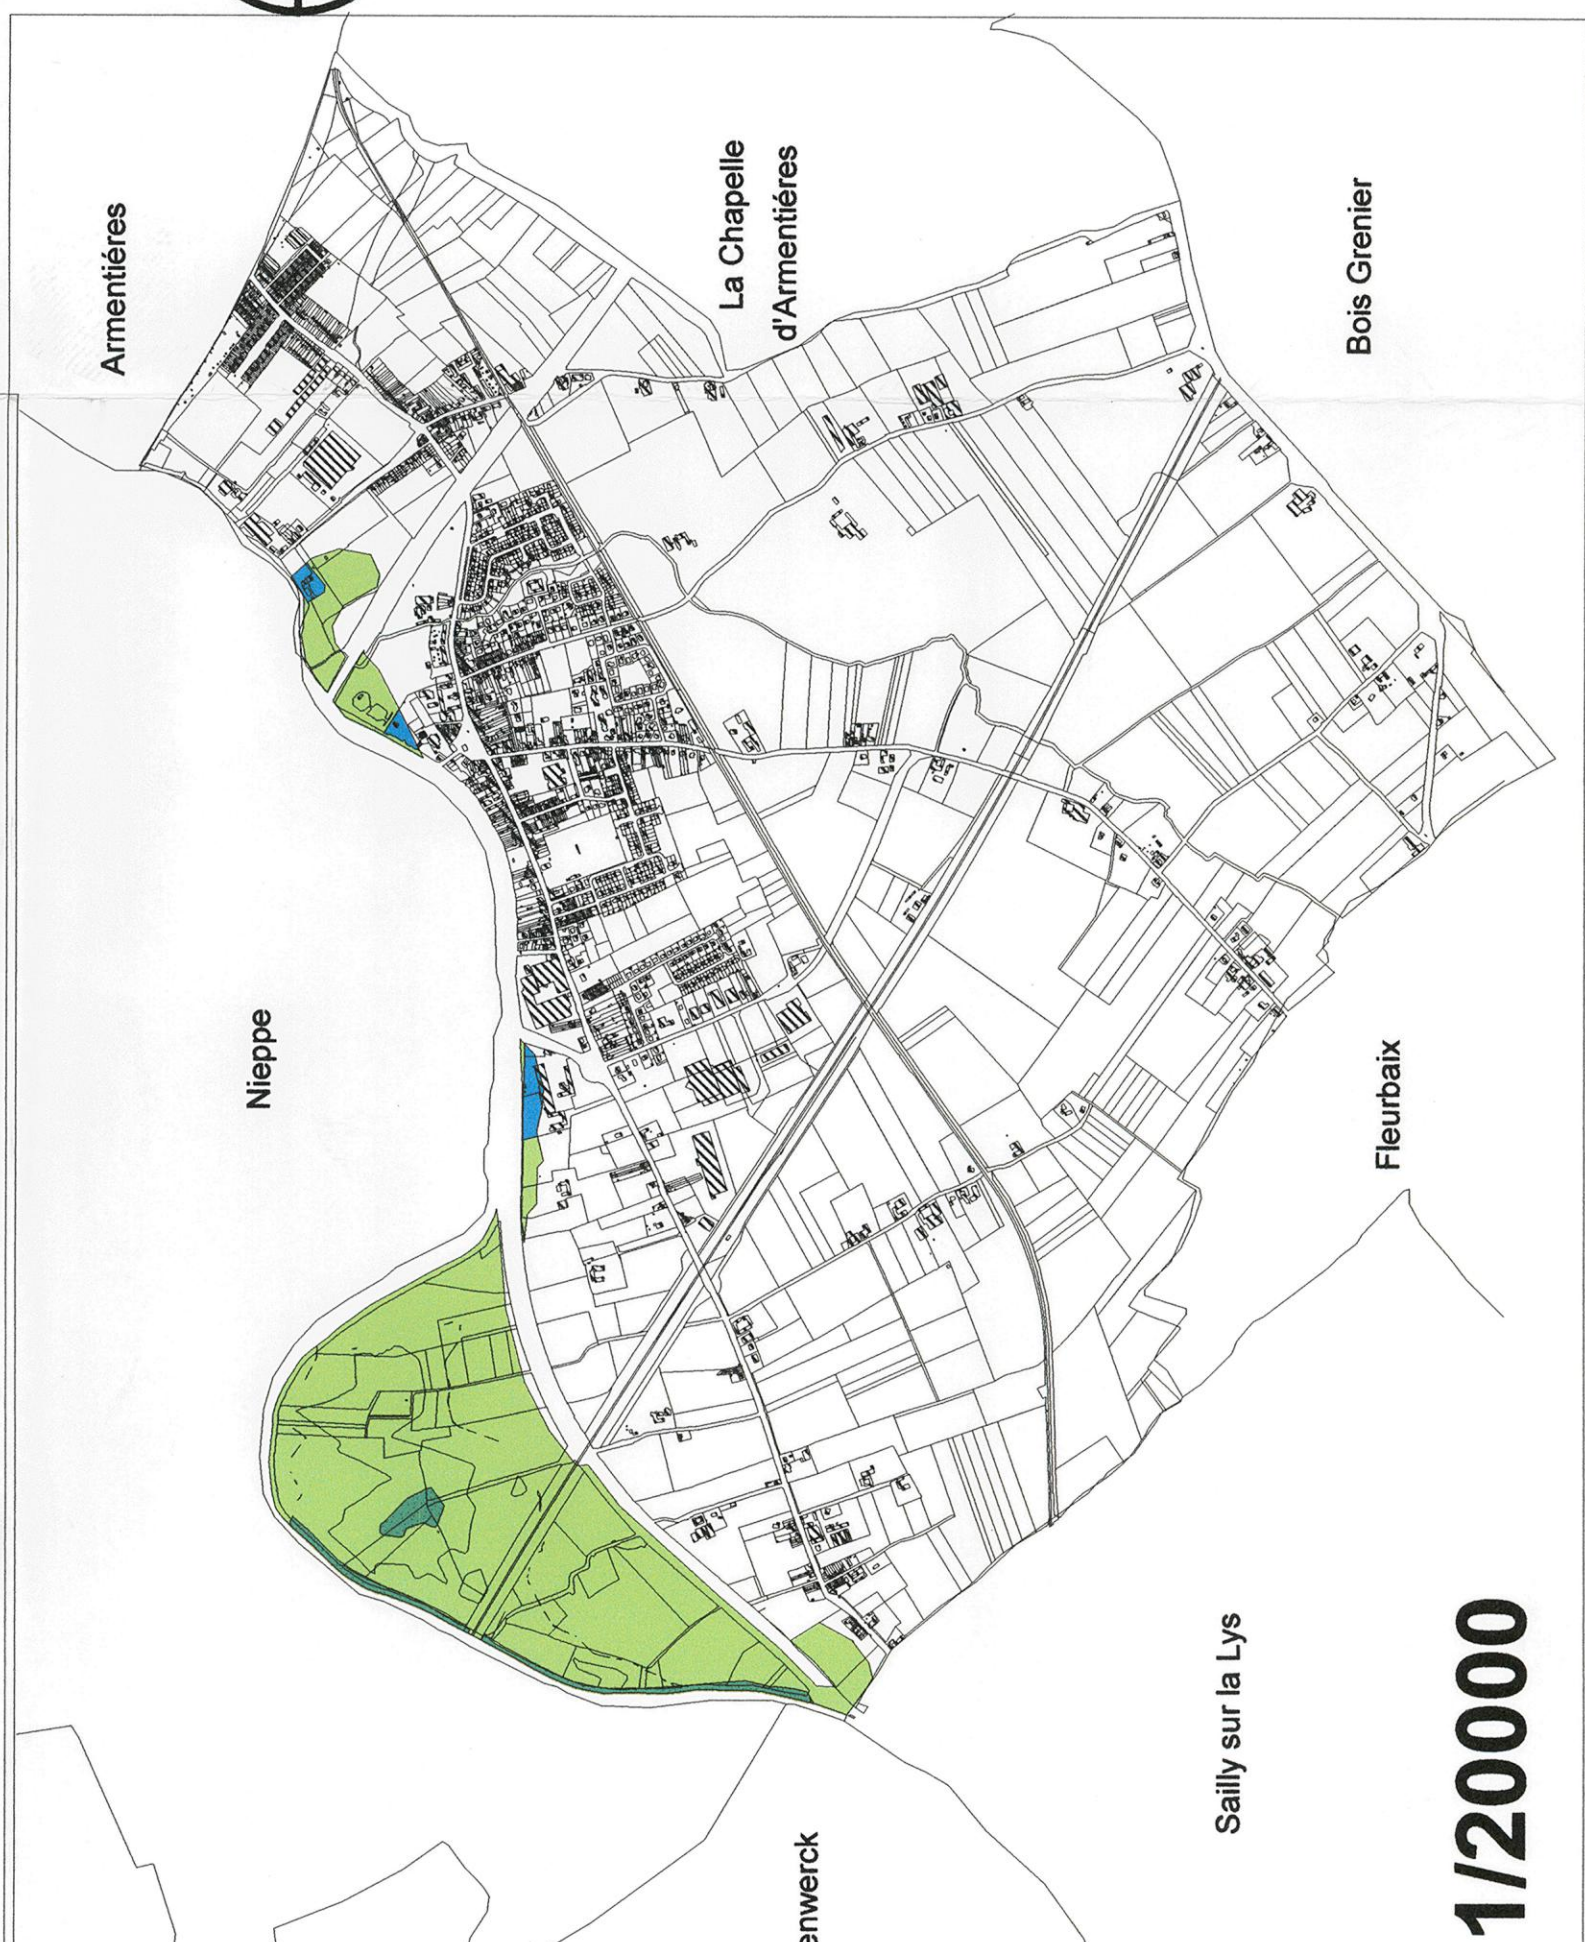 Armentiéres
La Chapelle
d'Armentiéres
Bois Grenier
Nieppe
Fleurbaix
Sailly sur la Lys
enwerck
1/20000